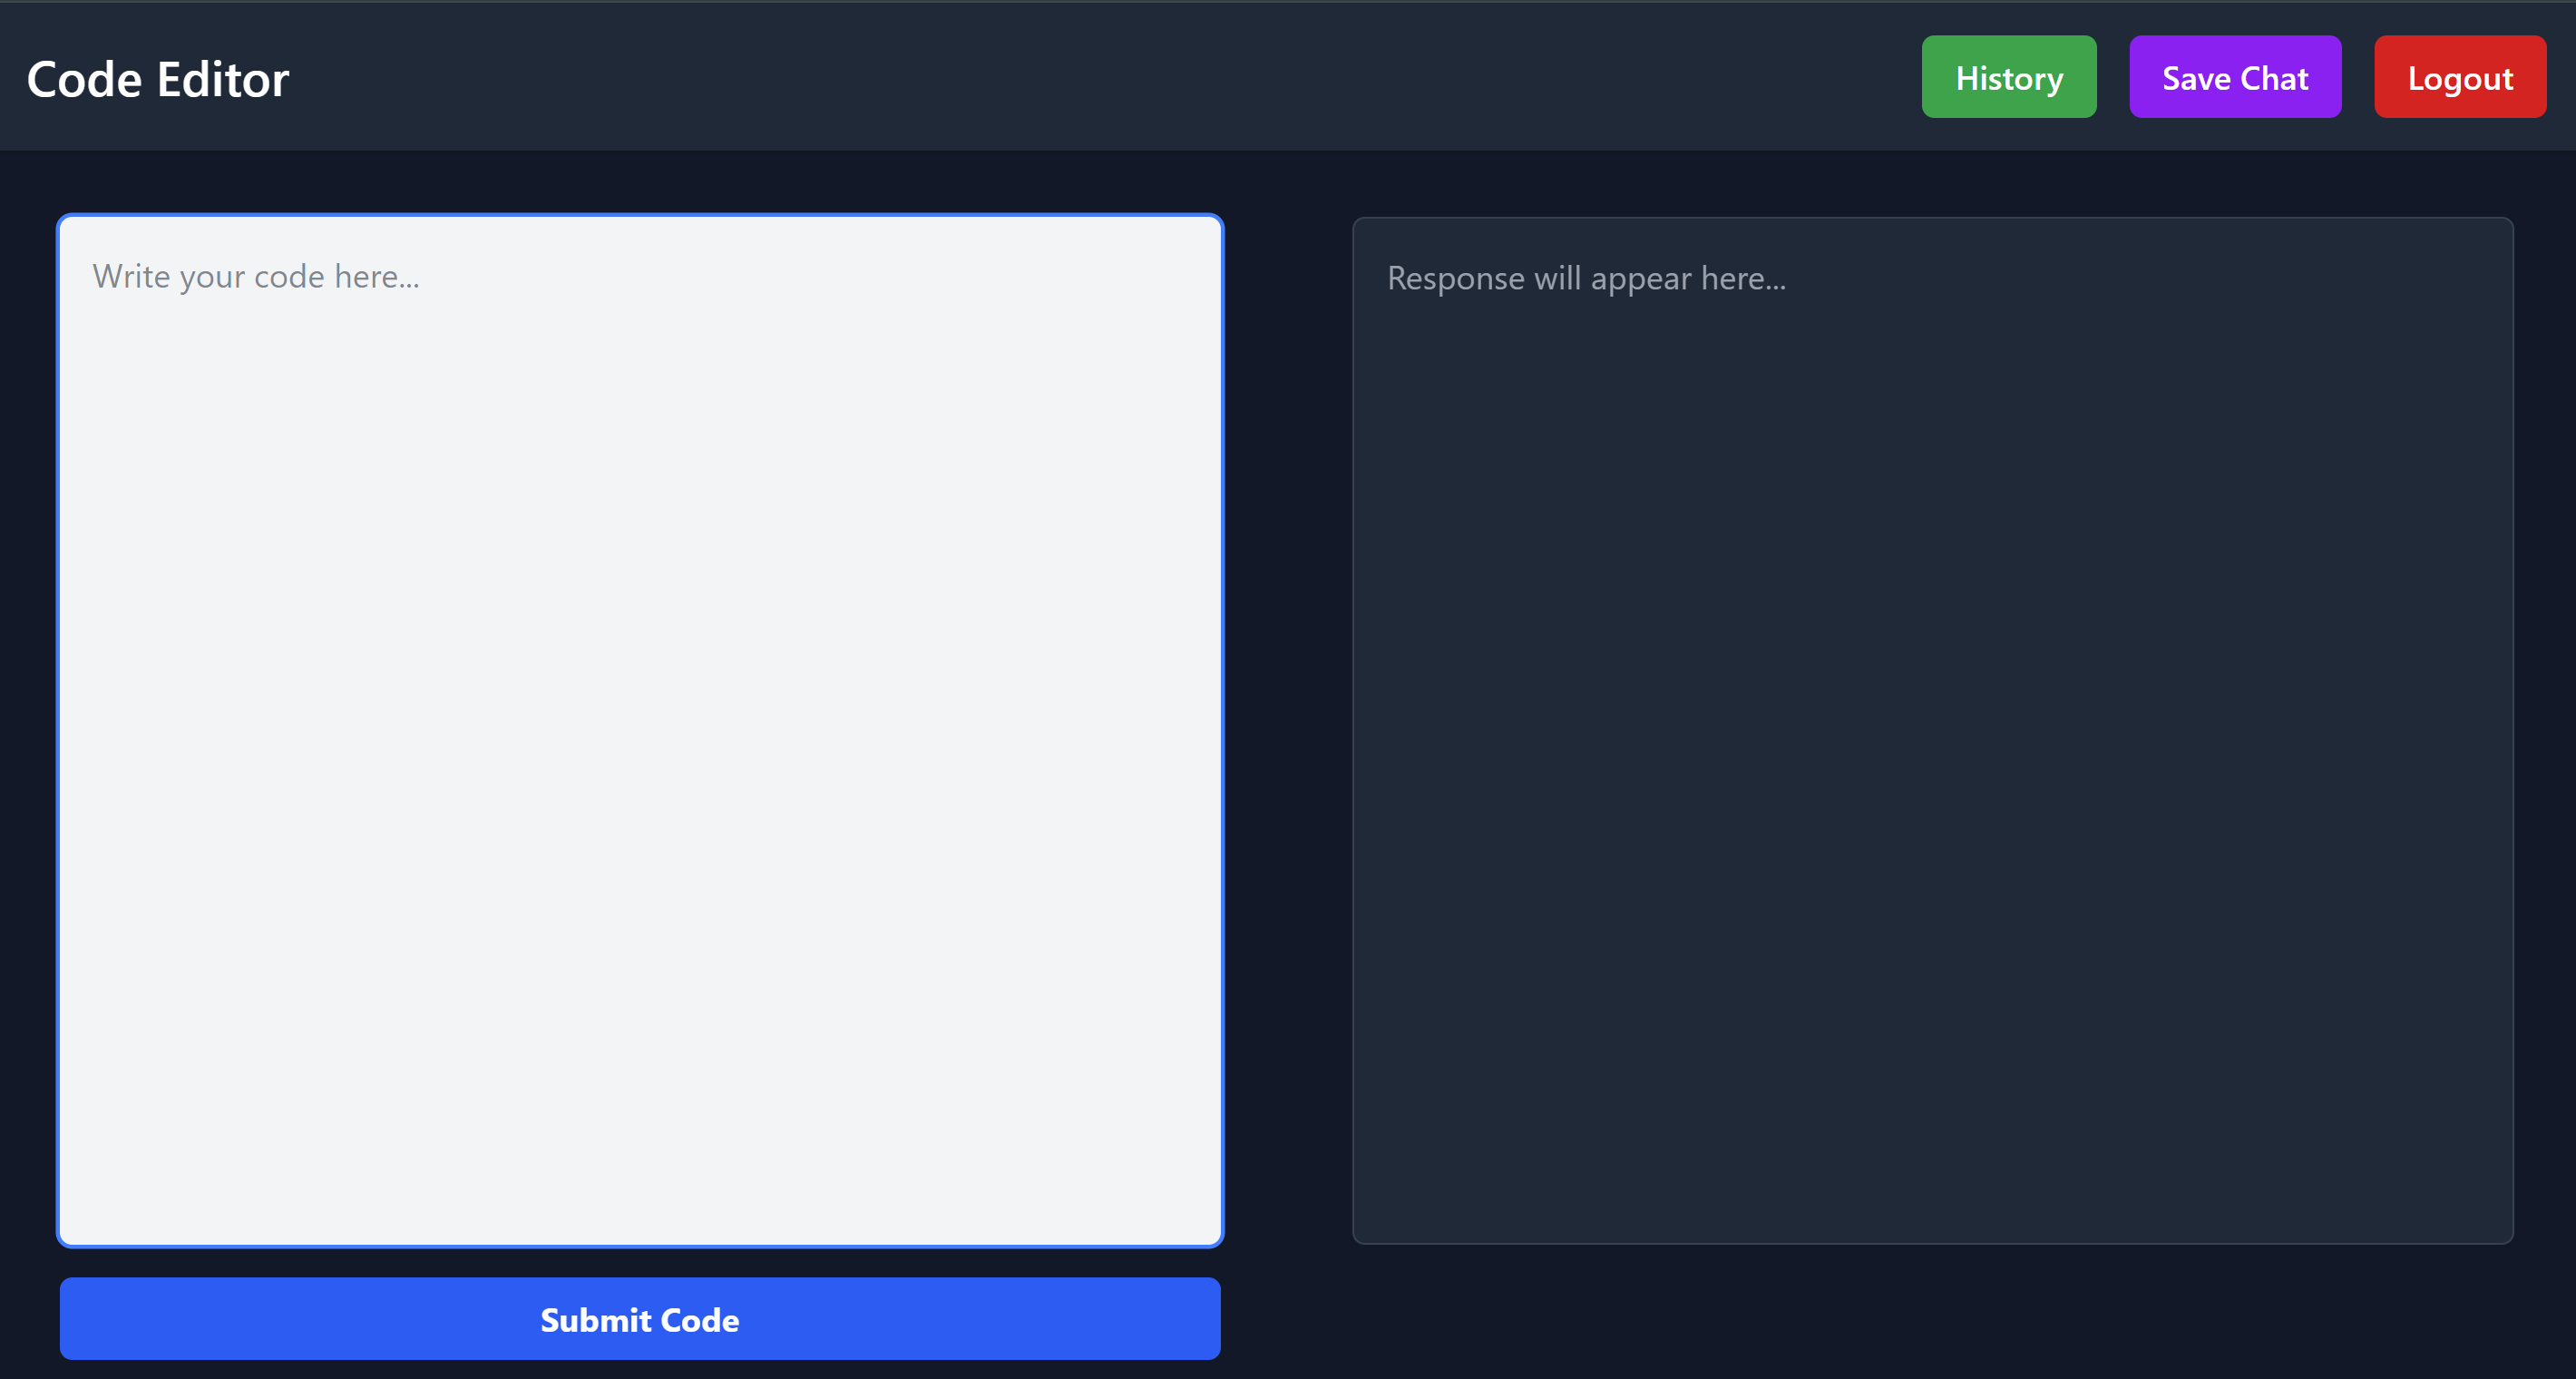 Code Editor
History
Save Chat
Logout
Write your code here...
Response will appear here...
Submit Code